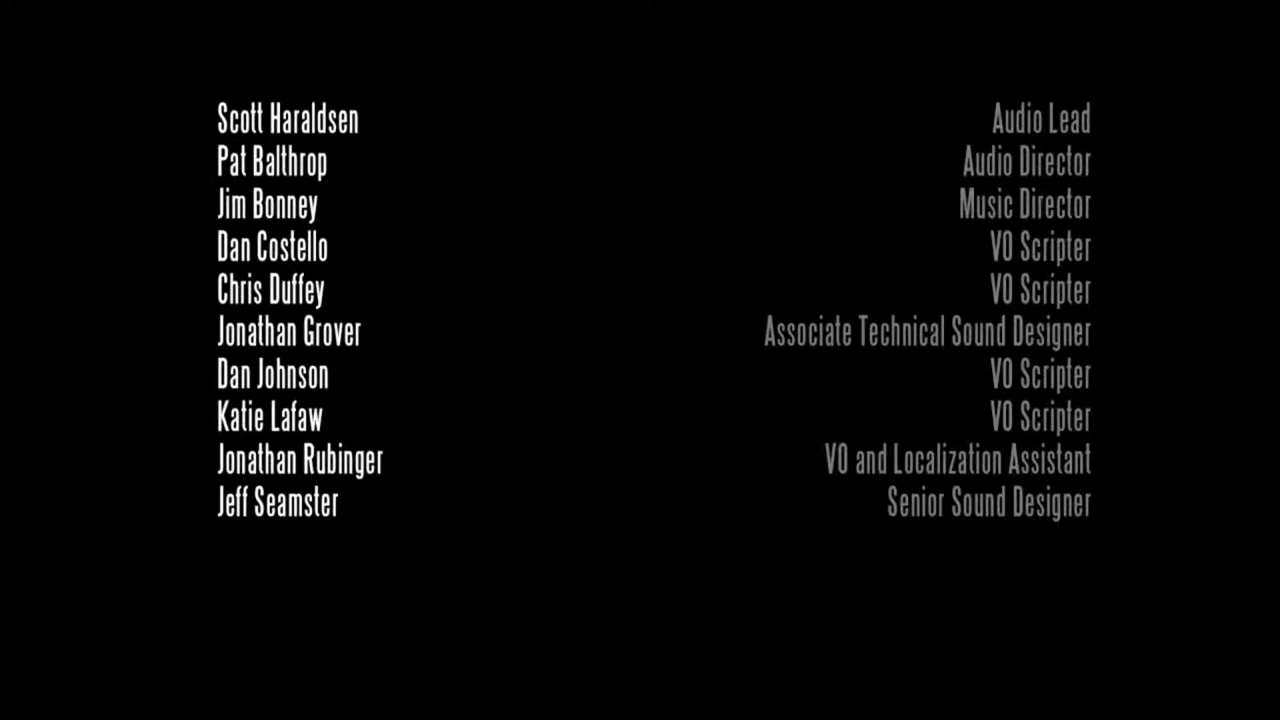 Scott Haraldsen Audio Lead
Pat Balthrop Audio Director
Jim Bonney Music Director
Dan Costello VO Scripter
Chris Duffey VO Scripter
Jonathan Grover Associate Technical Sound Designer
Dan Johnson VO Scripter
Katie Lafaw VO Scripter
Jonathan Rubinger VO and Localization Assistant
Jeff Seamster Senior Sound Designer